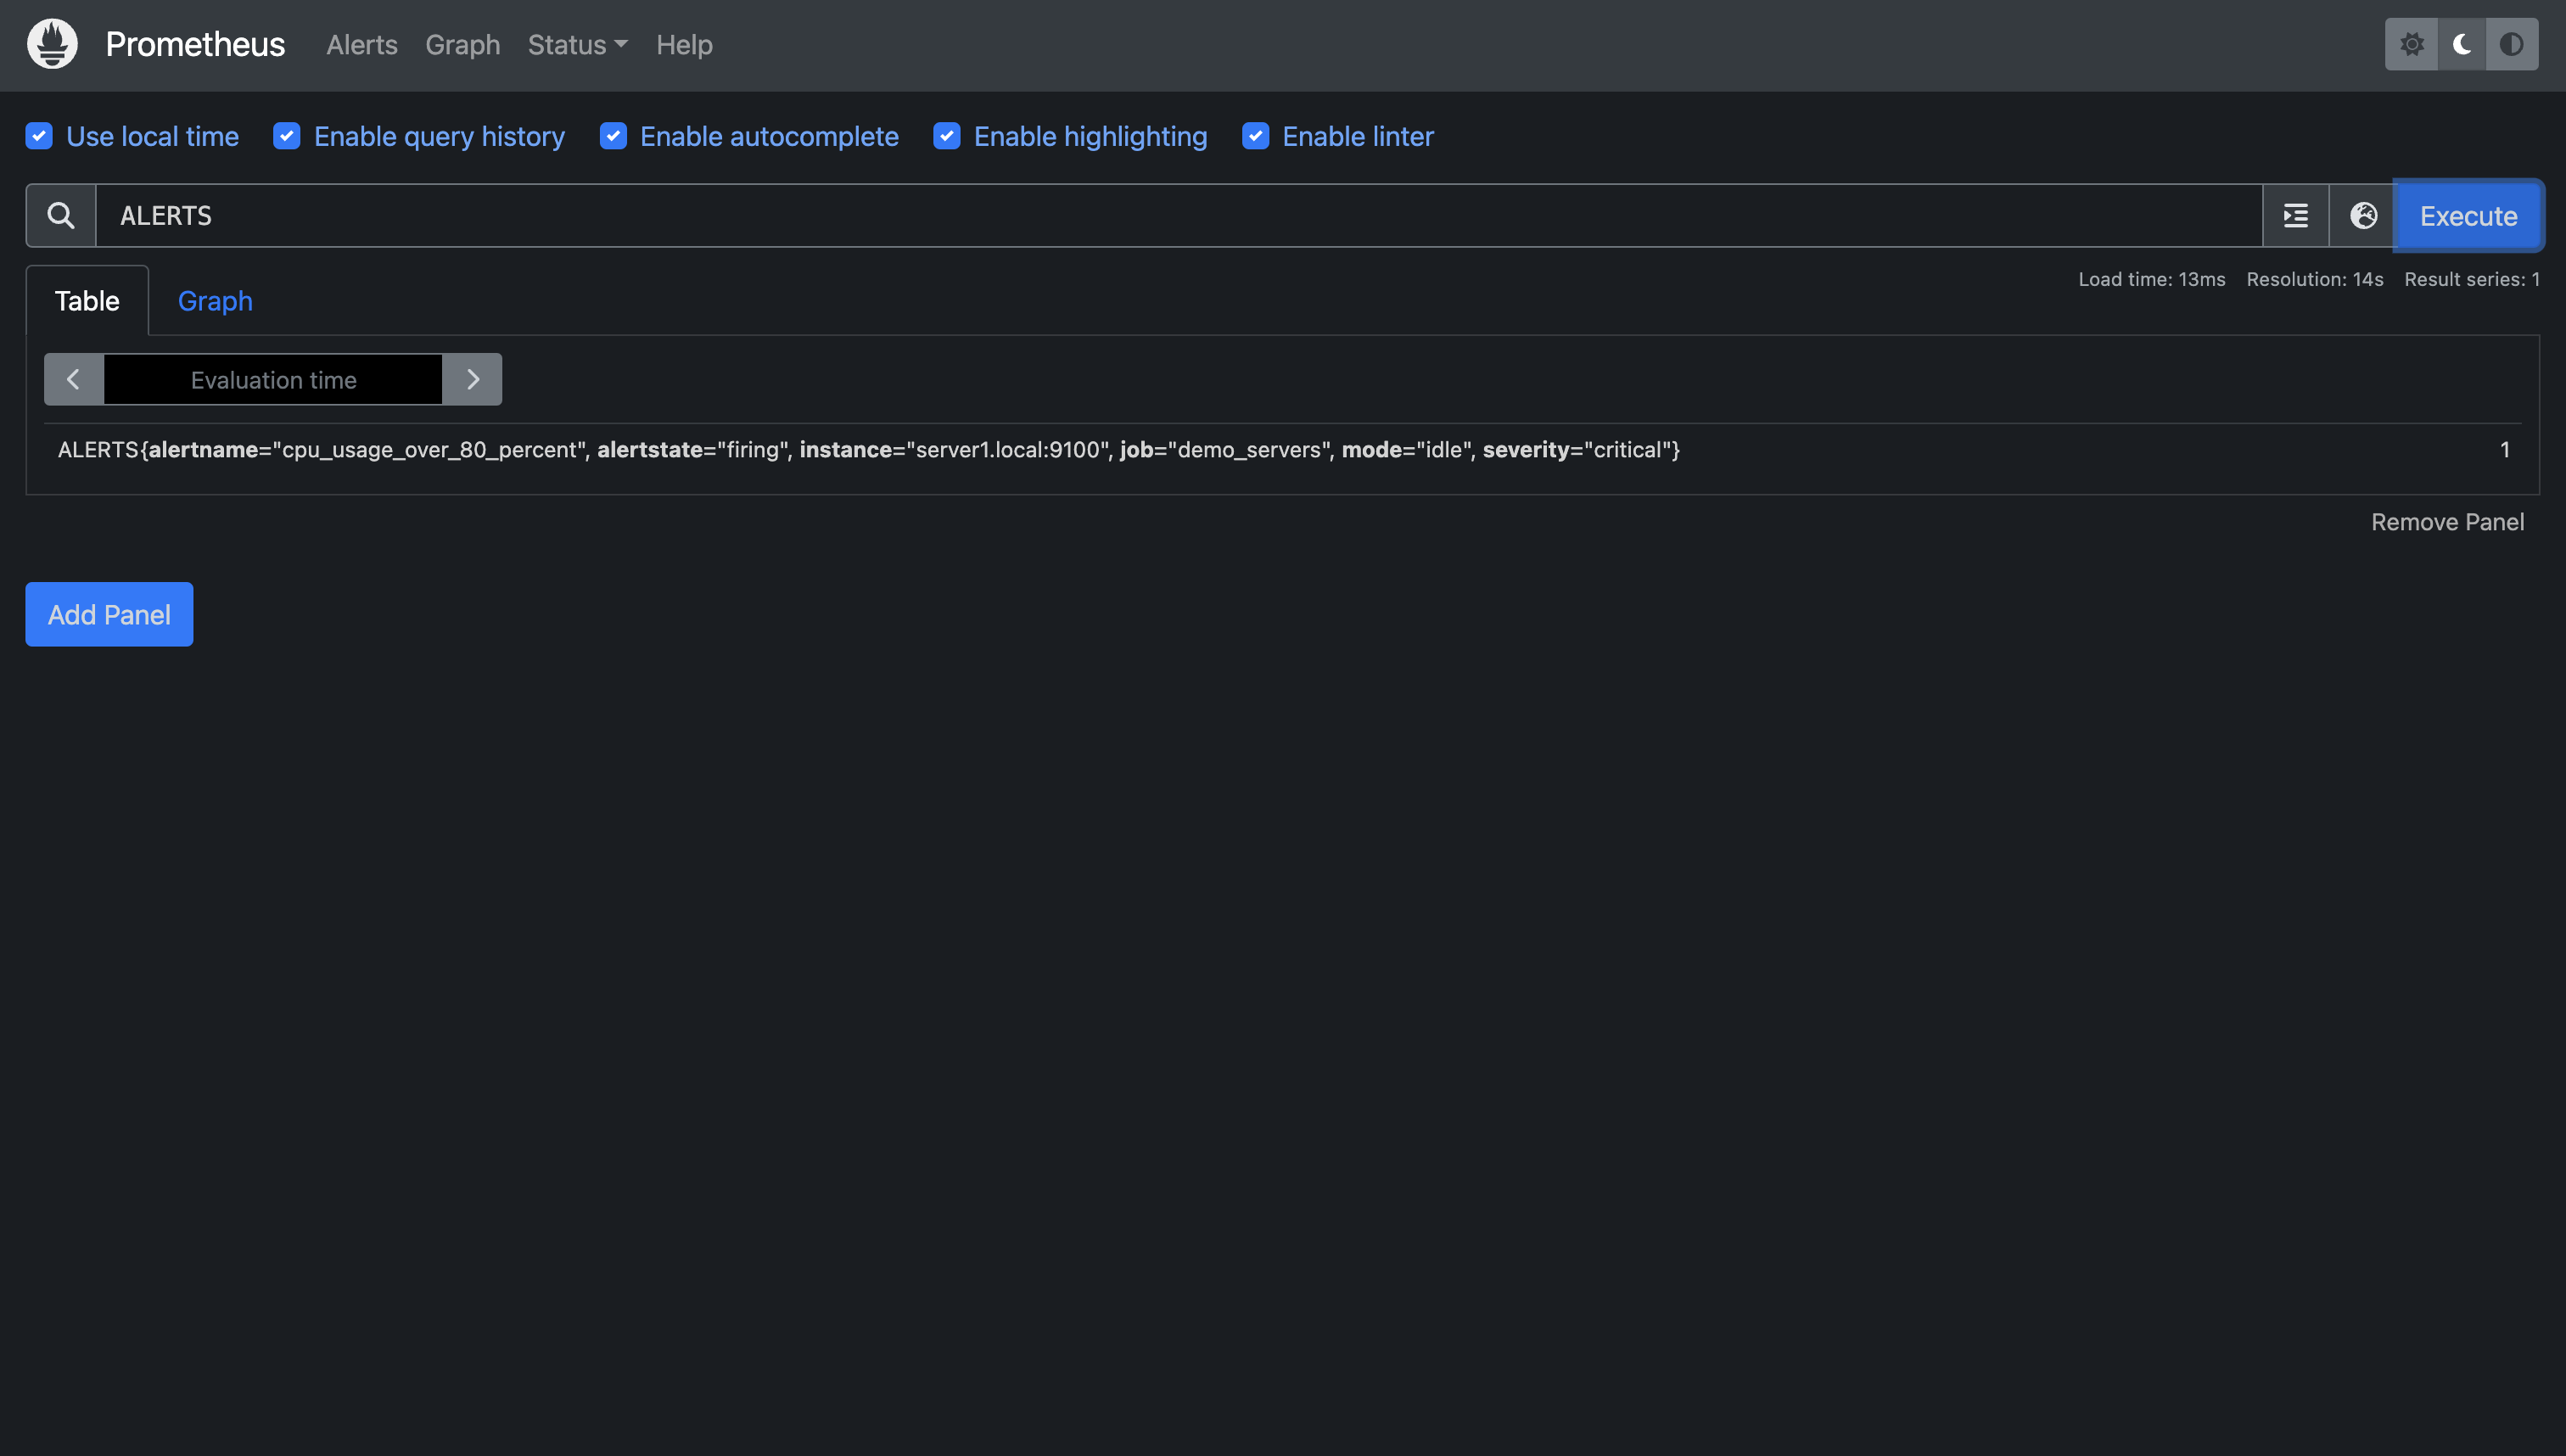 Prometheus Alerts Graph Status Help
Use local time Enable query history Enable autocomplete Enable highlighting Enable linter
ALERTS Execute
Table Graph Load time: 13ms Resolution: 14s Result series: 1
Evaluation time
ALERTS{alertname="cpu_usage_over_80_percent", alertstate="firing", instance="server1.local:9100", job="demo_servers", mode="idle", severity="critical"} 1
Remove Panel
Add Panel